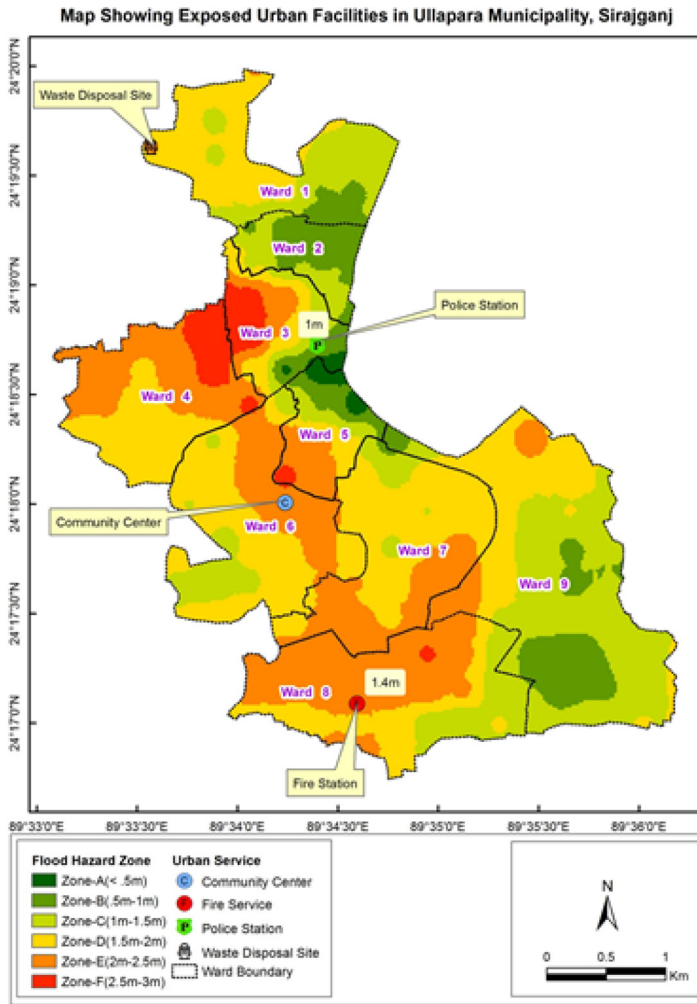 Map Showing Exposed Urban Facilities in Ullapara Municipality, Sirajganj
24°20'0"N
Waste Disposal Site
24°19'30"N
Ward 1
Ward 2
24°19'0"N
Police Station
Ward 3
1m
P
24°18'30"N
Ward 4
Ward 5
24°18'0"N
C
Community Center
Ward 6
Ward 7
Ward 9
24°17'30"N
Ward 8
1.4m
F
24°17'0"N
Fire Station
89°33'0"E 89°33'30"E 89°34'0"E 89°34'30"E 89°35'0"E 89°35'30"E 89°36'0"E
Flood Hazard Zone
Zone-A(< .5m)
Zone-B(.5m-1m)
Zone-C(1m-1.5m)
Zone-D(1.5m-2m)
Zone-E(2m-2.5m)
Zone-F(2.5m-3m)
Urban Service
C Community Center
F Fire Service
P Police Station
Waste Disposal Site
Ward Boundary
N
0 0.5 1
Km